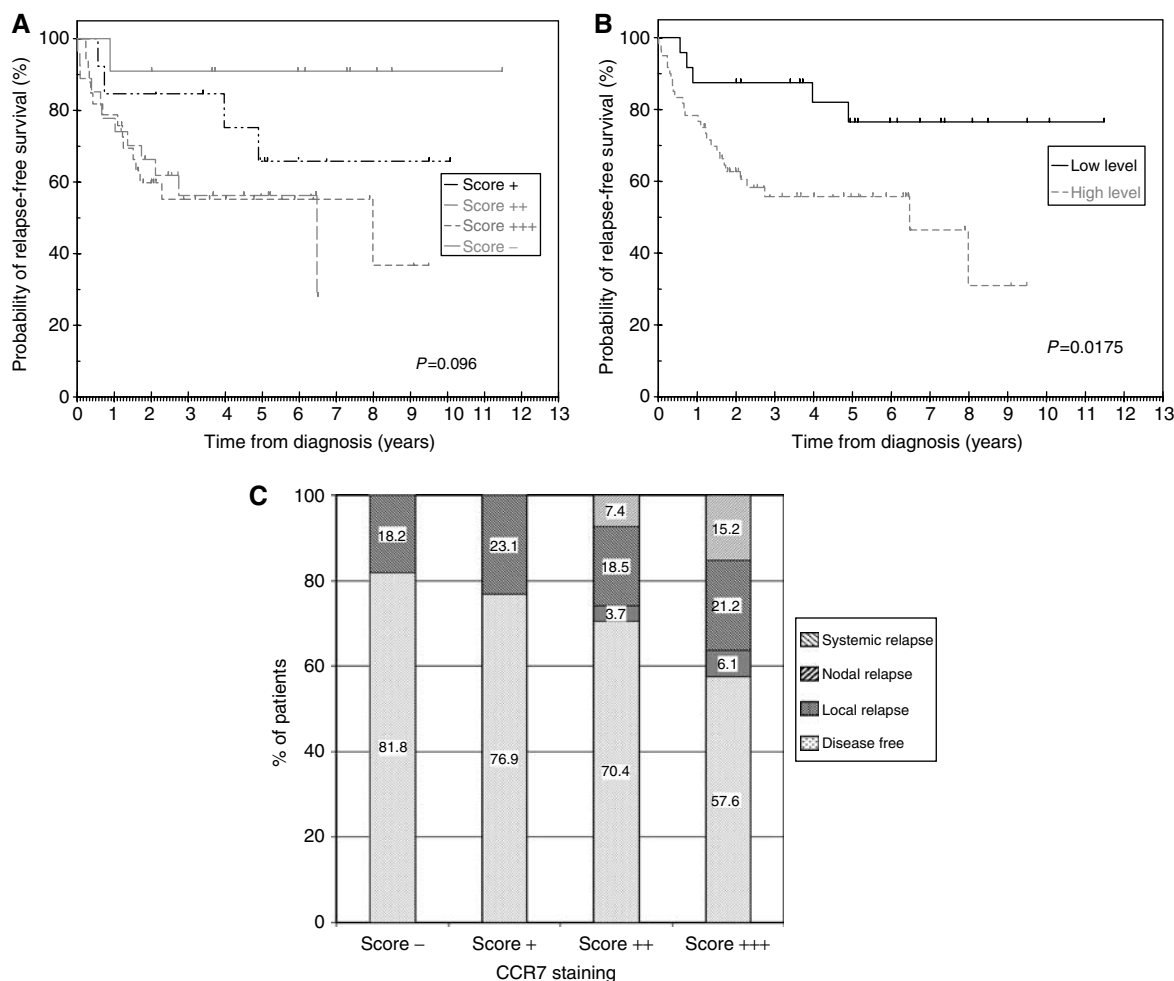 A
Probability of relapse-free survival (%)
100
80
60
40
20
0
0 1 2 3 4 5 6 7 8 9 10 11 12 13
Time from diagnosis (years)
Score +
Score ++
Score +++
Score –
P=0.096
B
Probability of relapse-free survival (%)
100
80
60
40
20
0
0 1 2 3 4 5 6 7 8 9 10 11 12 13
Time from diagnosis (years)
Low level
High level
P=0.0175
C
% of patients
100
80
60
40
20
0
18.2
81.8
23.1
76.9
7.4
18.5
3.7
70.4
15.2
21.2
6.1
57.6
Score – Score + Score ++ Score +++
CCR7 staining
Systemic relapse
Nodal relapse
Local relapse
Disease free